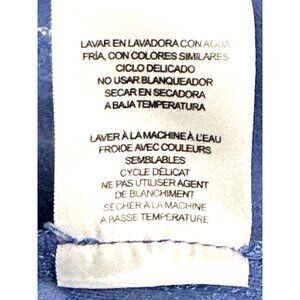 LAVAR EN LAVADORA CON AGUA
FRÍA, CON COLORES SIMILARES
CICLO DELICADO
NO USAR BLANQUEADOR
SECAR EN SECADORA
A BAJA TEMPERATURA
LAVER À LA MACHINE À L'EAU
FROIDE AVEC COULEURS
SEMBLABLES
CYCLE DÉLICAT
NE PAS UTILISER AGENT
DE BLANCHIMENT
SÉCHER À LA MACHINE
A BASSE TEMPÉRATURE